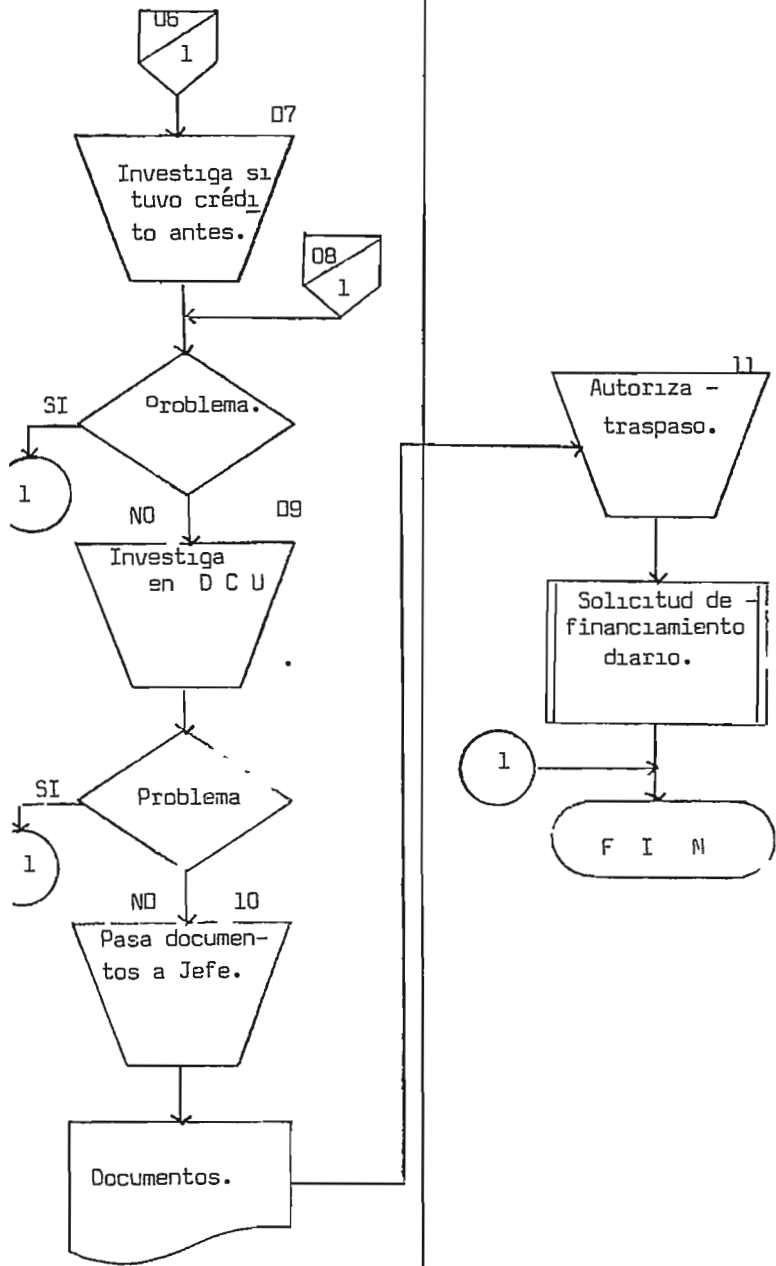 06
1
07
Investiga si
tuvo crédi
to antes.
08
1
Problema.
SI
1
NO
09
Investiga
en D C U
Problema
SI
1
NO
10
Pasa documen-
tos a Jefe.
Documentos.
11
Autoriza -
traspaso.
Solicitud de -
financiamiento
diario.
1
F I N